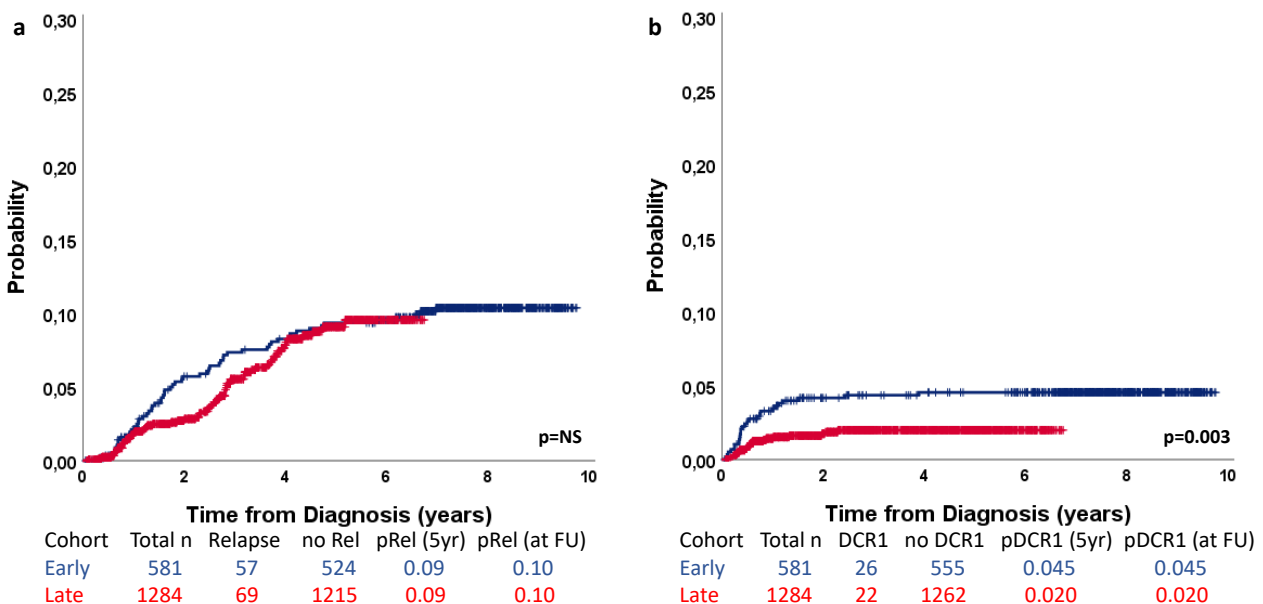 a
0,30
0,25
0,20
0,15
0,10
0,05
0,00
Probability
0 2 4 6 8 10
p=NS
Time from Diagnosis (years)
Cohort Total n Relapse no Rel pRel (5yr) pRel (at FU)
Early 581 57 524 0.09 0.10
Late 1284 69 1215 0.09 0.10
b
0,30
0,25
0,20
0,15
0,10
0,05
0,00
Probability
0 2 4 6 8 10
p=0.003
Time from Diagnosis (years)
Cohort Total n DCR1 no DCR1 pDCR1 (5yr) pDCR1 (at FU)
Early 581 26 555 0.045 0.045
Late 1284 22 1262 0.020 0.020